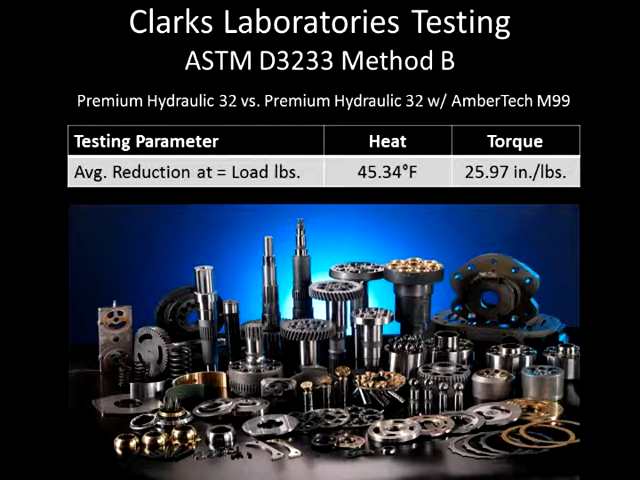 Clarks Laboratories Testing
ASTM D3233 Method B
Premium Hydraulic 32 vs. Premium Hydraulic 32 w/ AmberTech M99
Testing Parameter Heat Torque
Avg. Reduction at = Load lbs. 45.34°F 25.97 in./lbs.